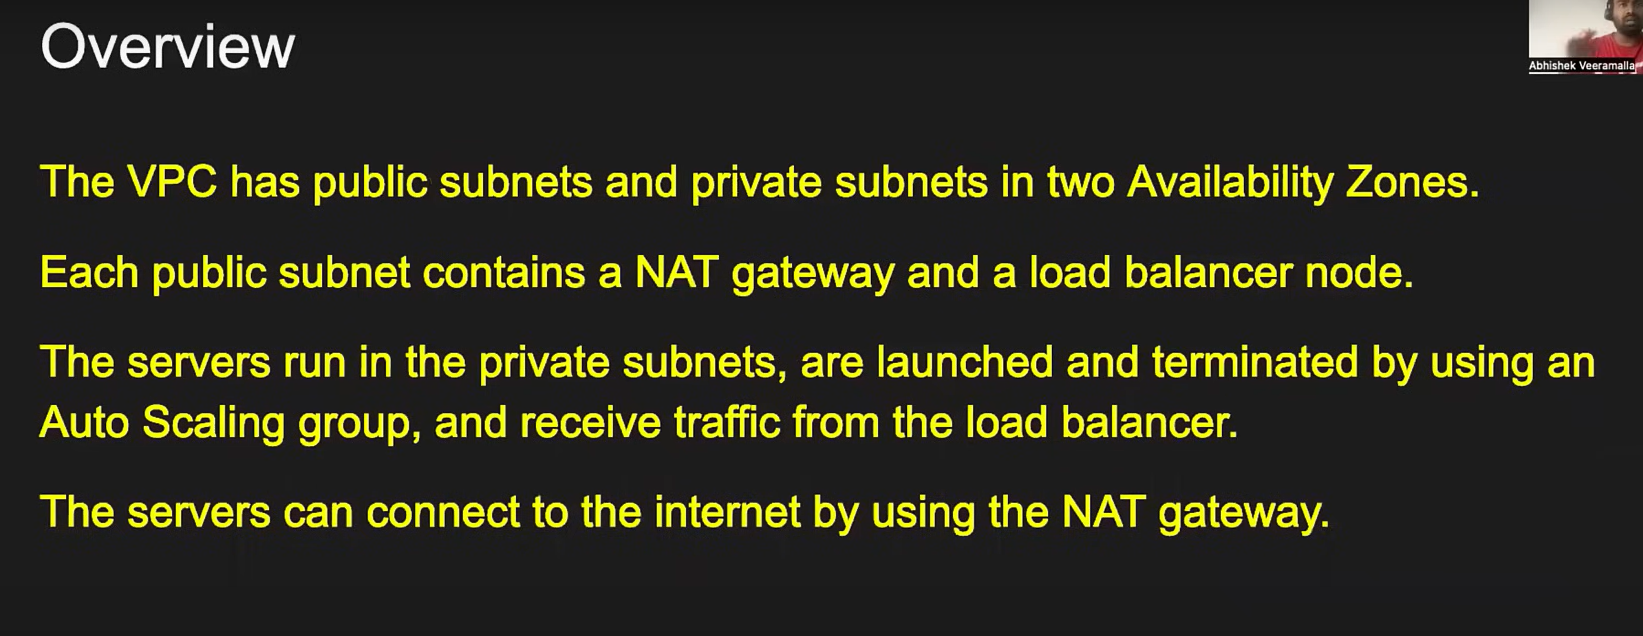 Overview
Abhishek Veeramalla
The VPC has public subnets and private subnets in two Availability Zones.
Each public subnet contains a NAT gateway and a load balancer node.
The servers run in the private subnets, are launched and terminated by using an
Auto Scaling group, and receive traffic from the load balancer.
The servers can connect to the internet by using the NAT gateway.